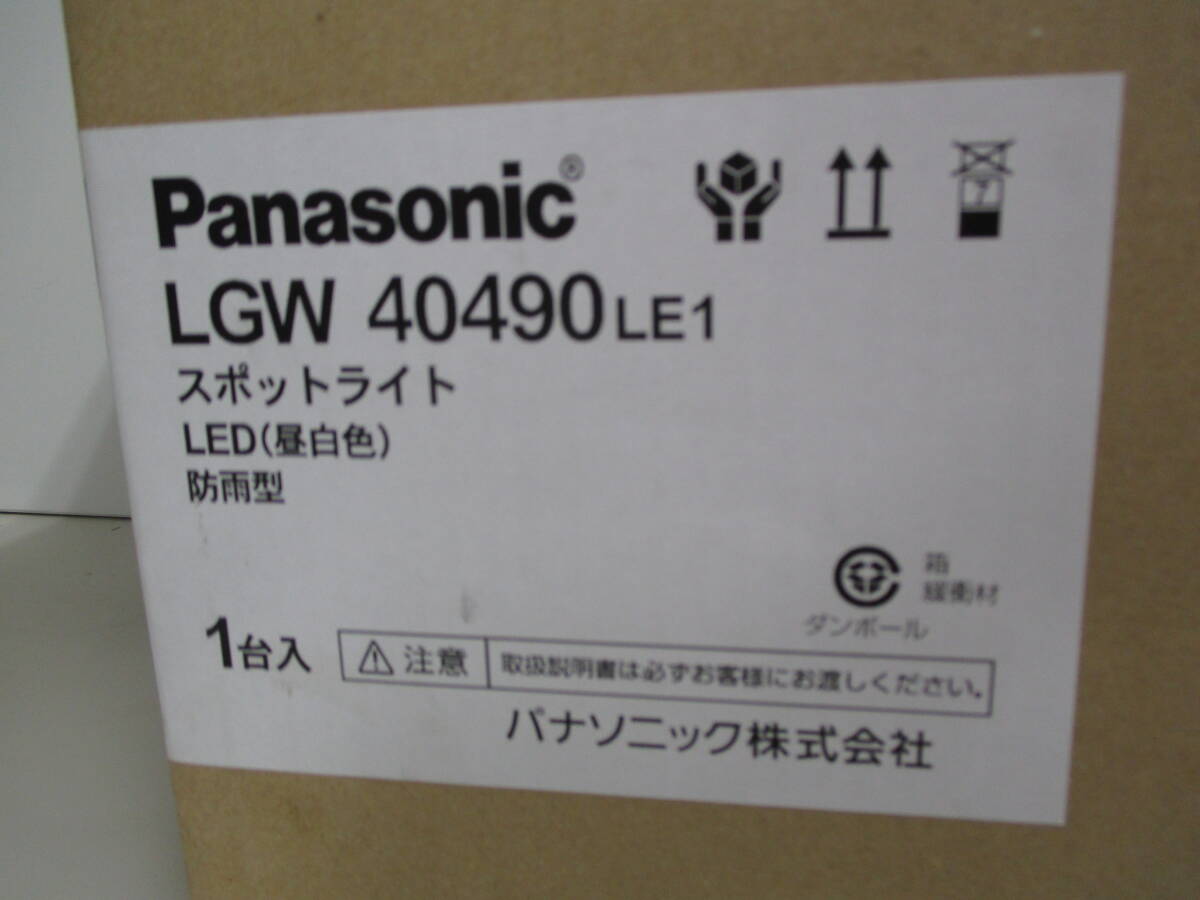 Panasonic®
7
LGW 40490 LE1
スポットライト
LED(昼白色)
防雨型
箱
緩衝材
ダンボール
1台入
注意 取扱説明書は必ずお客様にお渡しください。
パナソニック株式会社